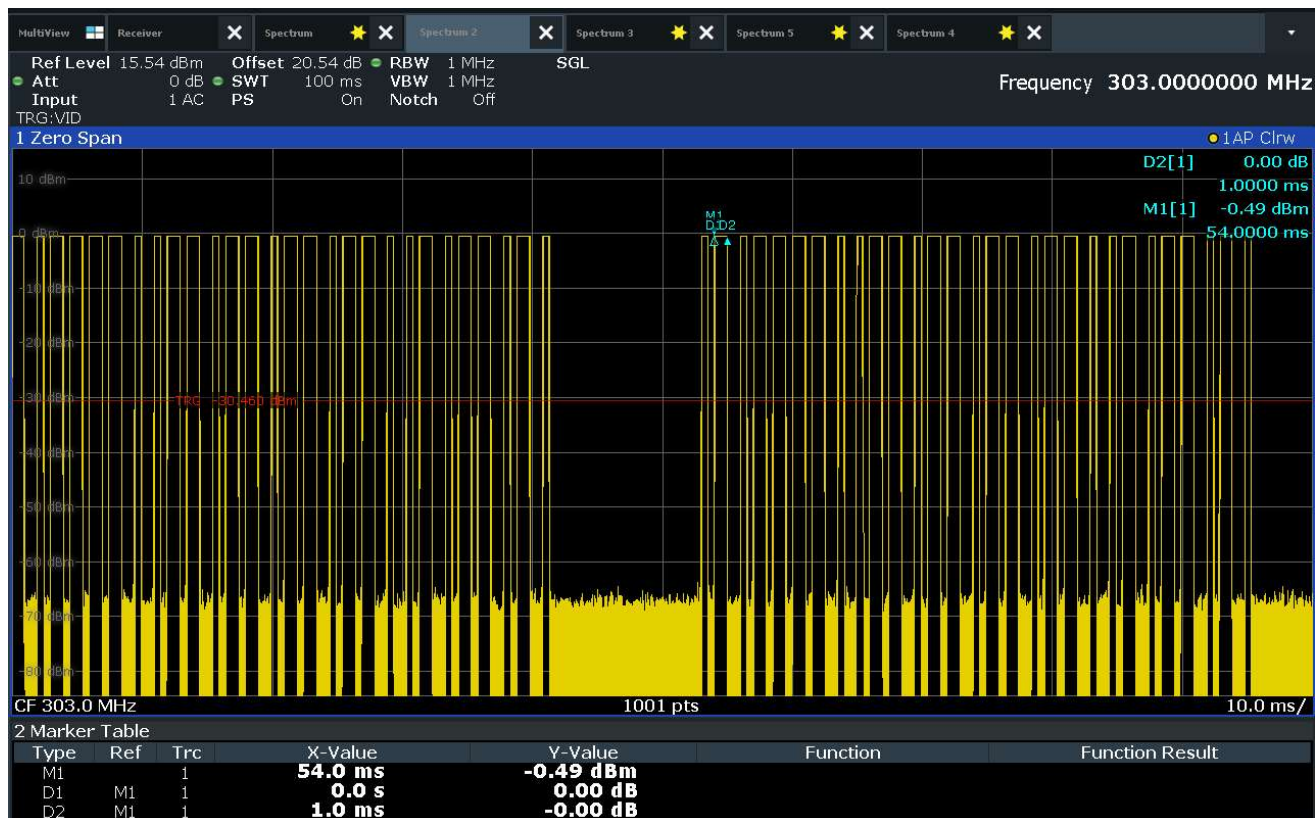 MultiView Receiver Spectrum Spectrum 2 Spectrum 3 Spectrum 5 Spectrum 4
Ref Level 15.54 dBm Offset 20.54 dB RBW 1 MHz SGL
Att 0 dB SWT 100 ms VBW 1 MHz Frequency 303.0000000 MHz
Input 1 AC PS On Notch Off
TRG:VID
1 Zero Span 1AP Clrw
D2[1] 0.00 dB
10 dBm
1.0000 ms
M1[1] -0.49 dBm
M1
D1D2
0 dBm
54.0000 ms
-10 dBm
-20 dBm
-30 dBm
TRG -30.460 dBm
-40 dBm
-50 dBm
-60 dBm
-70 dBm
-80 dBm
CF 303.0 MHz 1001 pts 10.0 ms/
2 Marker Table
Type Ref Trc X-Value Y-Value Function Function Result
M1 1 54.0 ms -0.49 dBm
D1 M1 1 0.0 s 0.00 dB
D2 M1 1 1.0 ms -0.00 dB